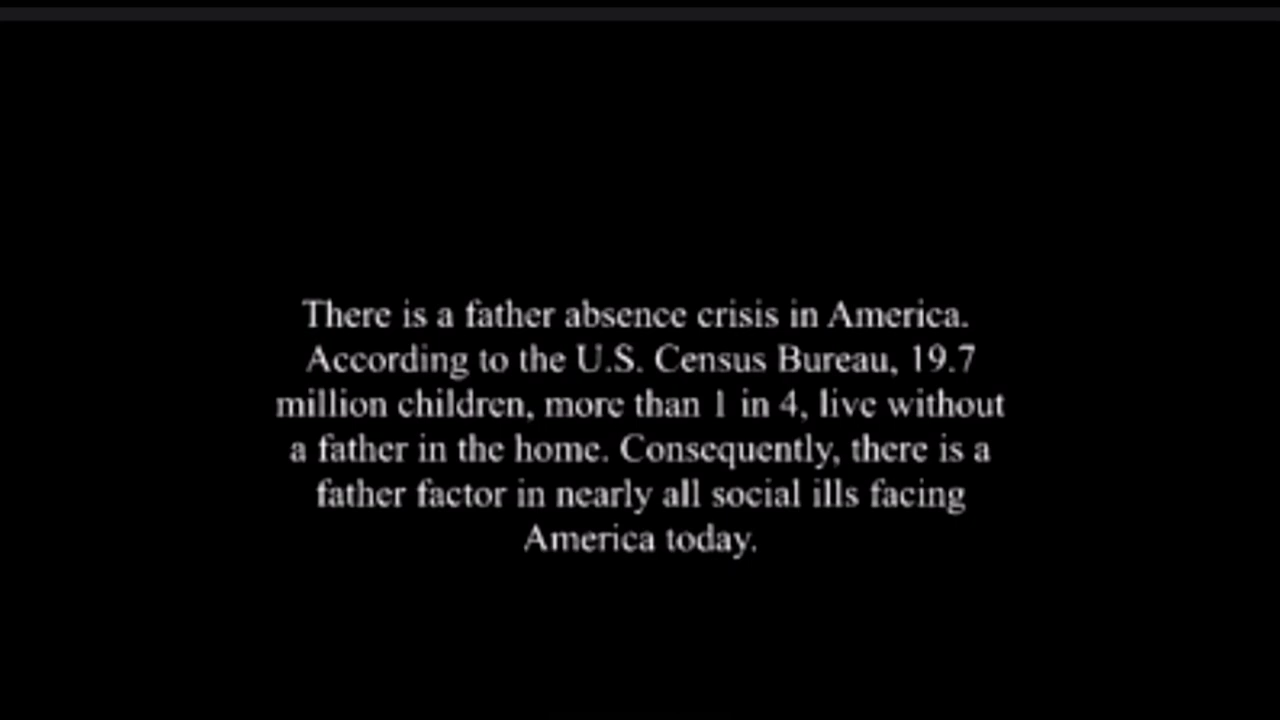 There is a father absence crisis in America.
According to the U.S. Census Bureau, 19.7
million children, more than 1 in 4, live without
a father in the home. Consequently, there is a
father factor in nearly all social ills facing
America today.